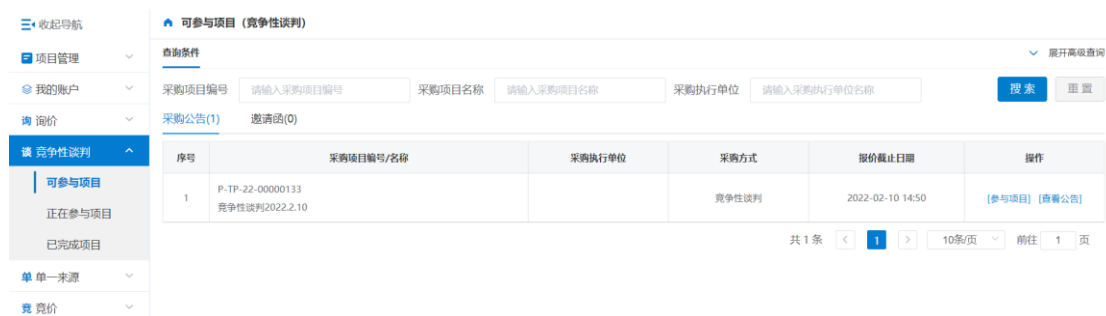 收起导航
项目管理
我的账户
询 询价
谈 竞争性谈判
可参与项目
正在参与项目
已完成项目
单 单一来源
竟 竟价
可参与项目（竞争性谈判）
查询条件
展开高级查询
采购项目编号 请输入采购项目编号 采购项目名称 请输入采购项目名称 采购执行单位 请输入采购执行单位名称 搜索 重置
采购公告(1) 邀请函(0)
序号 采购项目编号/名称 采购执行单位 采购方式 报价截止日期 操作
1 P-TP-22-00000133 竞争性谈判 2022-02-10 14:50 [参与项目] [查看公告]
竞争性谈判2022.2.10
共 1 条 < 1 > 10条/页 前往 1 页